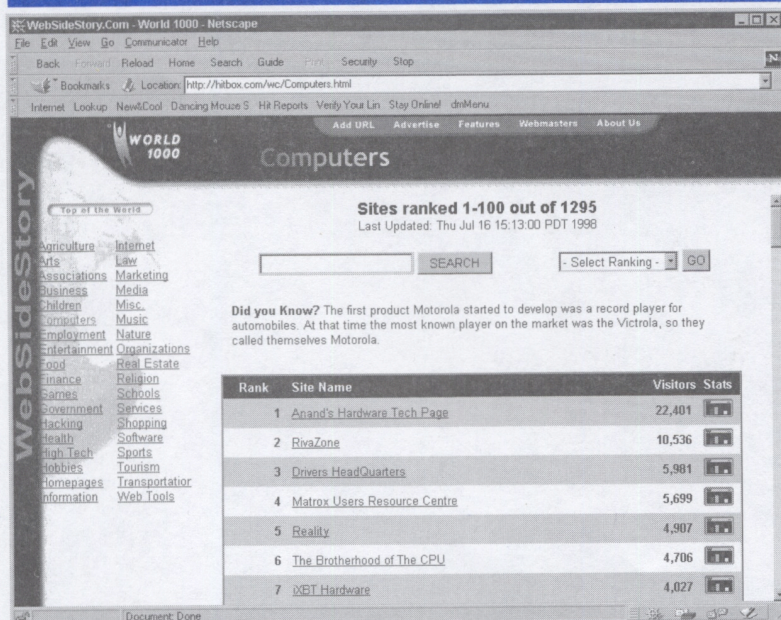 WebSideStory.Com - World 1000 - Netscape
File Edit View Go Communicator Help
Back Forward Reload Home Search Guide Print Security Stop
Bookmarks Location: http://hitbox.com/wc/Computers.html
Internet Lookup New&Cool Dancing Mouse S Hit Reports Verify Your Lin Stay Online! dmMenu
Add URL Advertise Features Webmasters About Us
WORLD
1000
Computers
WebSideStory
Top of the World
Agriculture Internet
Arts Law
Associations Marketing
Business Media
Children Misc.
Computers Music
Employment Nature
Entertainment Organizations
Food Real Estate
Finance Religion
Games Schools
Government Services
Hacking Shopping
Health Software
High Tech Sports
Hobbies Tourism
Homepages Transportation
Information Web Tools
Sites ranked 1-100 out of 1295
Last Updated: Thu Jul 16 15:13:00 PDT 1998
SEARCH - Select Ranking - GO
Did you Know? The first product Motorola started to develop was a record player for
automobiles. At that time the most known player on the market was the Victrola, so they
called themselves Motorola.
Rank Site Name Visitors Stats
1 Anand's Hardware Tech Page 22,401
2 RivaZone 10,536
3 Drivers HeadQuarters 5,981
4 Matrox Users Resource Centre 5,699
5 Reality 4,907
6 The Brotherhood of The CPU 4,706
7 iXBT Hardware 4,027
Document: Done